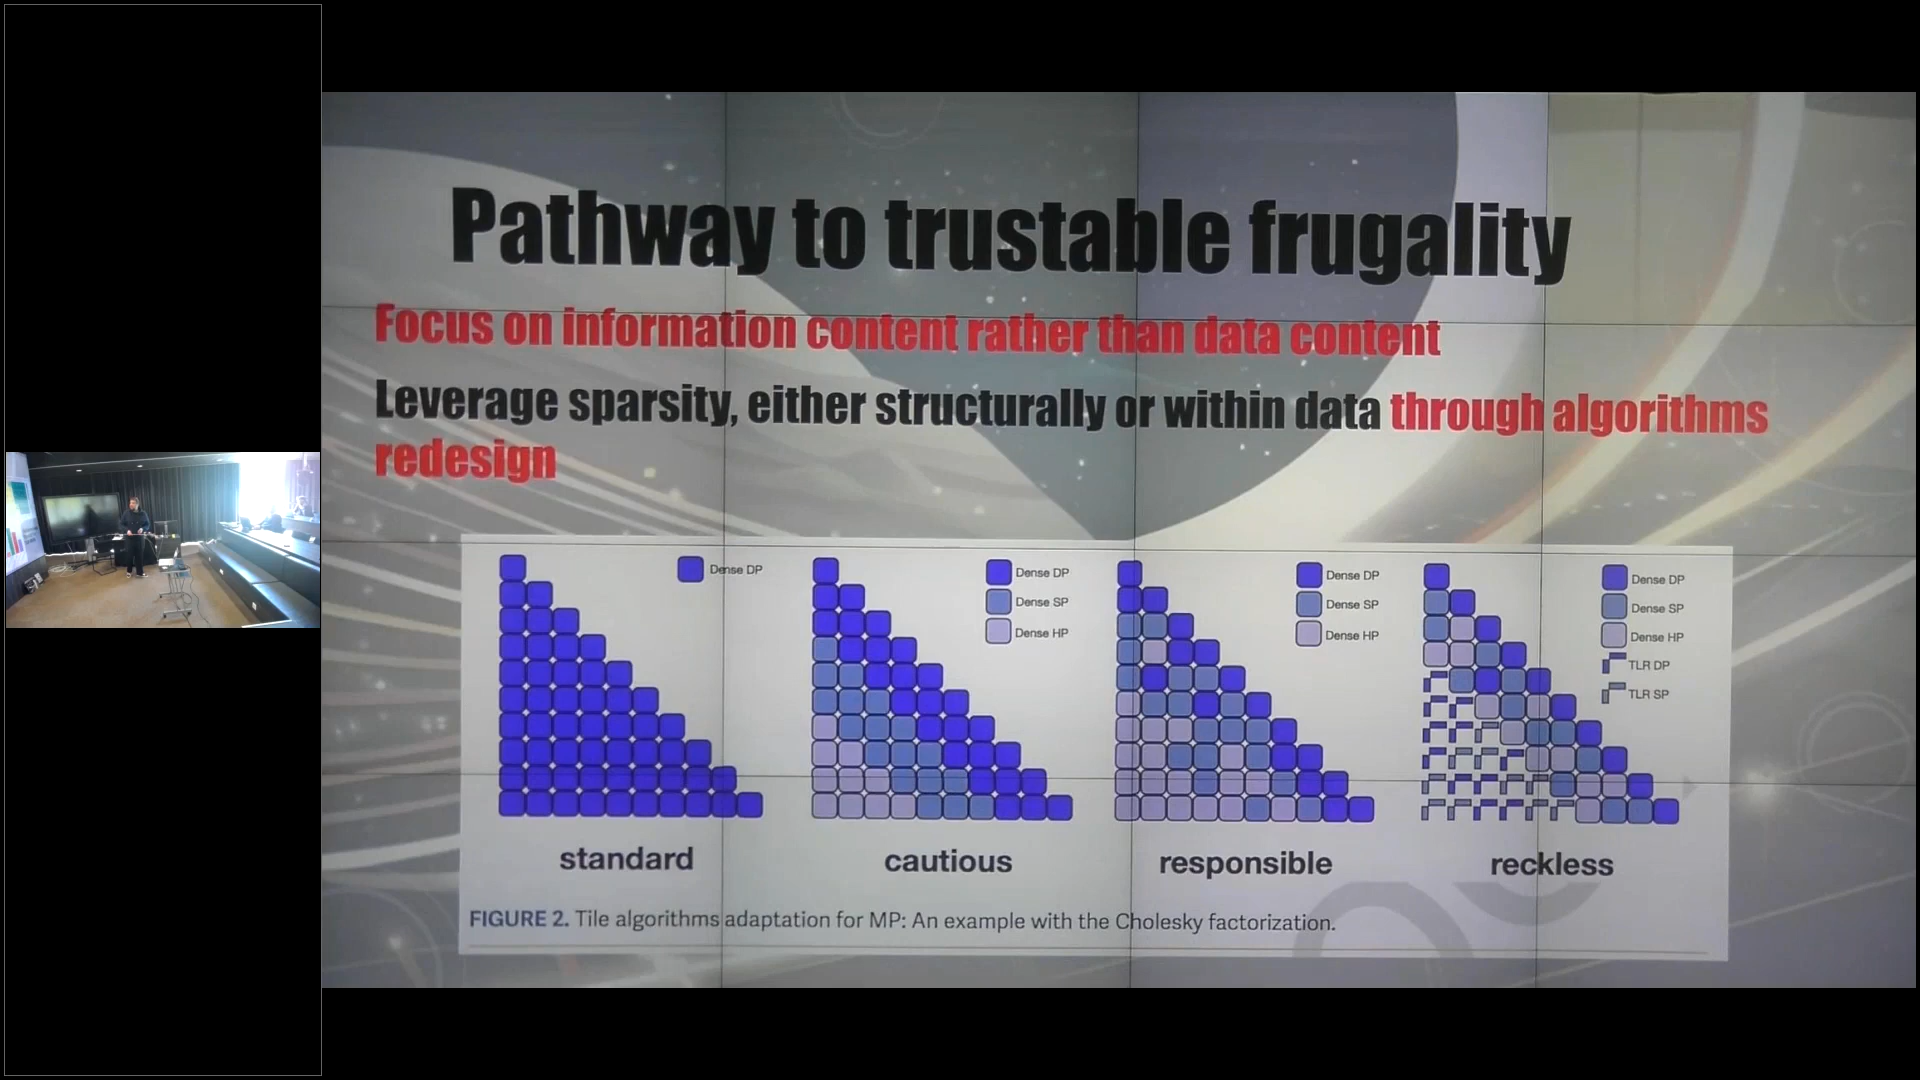 Pathway to trustable frugality
Focus on information content rather than data content
Leverage sparsity, either structurally or within data through algorithms
redesign
Dense DP
Dense DP
Dense SP
Dense HP
Dense DP
Dense SP
Dense HP
Dense DP
Dense SP
Dense HP
TLR DP
TLR SP
standard
cautious
responsible
reckless
FIGURE 2. Tile algorithms adaptation for MP: An example with the Cholesky factorization.